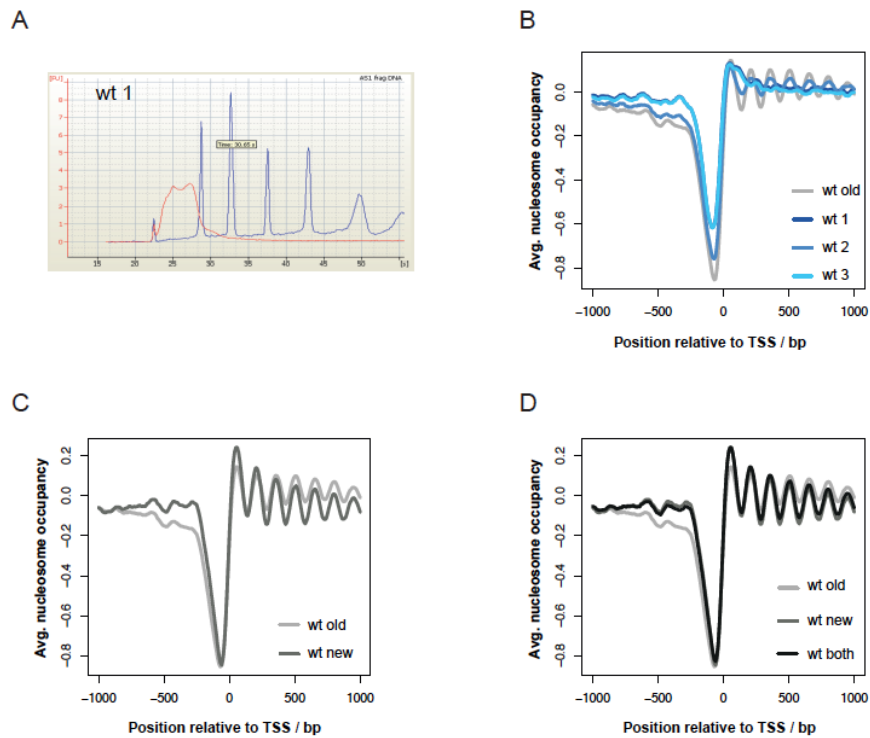 A
[FU]
#S1 frag.DNA
wt 1
8
7
6
5
4
3
2
1
0
Time: 30.65 s
15
20
25
30
35
40
45
50
[s]
B
Avg. nucleosome occupancy
0.0
−0.2
−0.4
−0.6
−0.8
wt old
wt 1
wt 2
wt 3
−1000
−500
0
500
1000
Position relative to TSS / bp
C
Avg. nucleosome occupancy
0.2
0.0
−0.2
−0.4
−0.6
−0.8
wt old
wt new
−1000
−500
0
500
1000
Position relative to TSS / bp
D
Avg. nucleosome occupancy
0.2
0.0
−0.2
−0.4
−0.6
−0.8
wt old
wt new
wt both
−1000
−500
0
500
1000
Position relative to TSS / bp